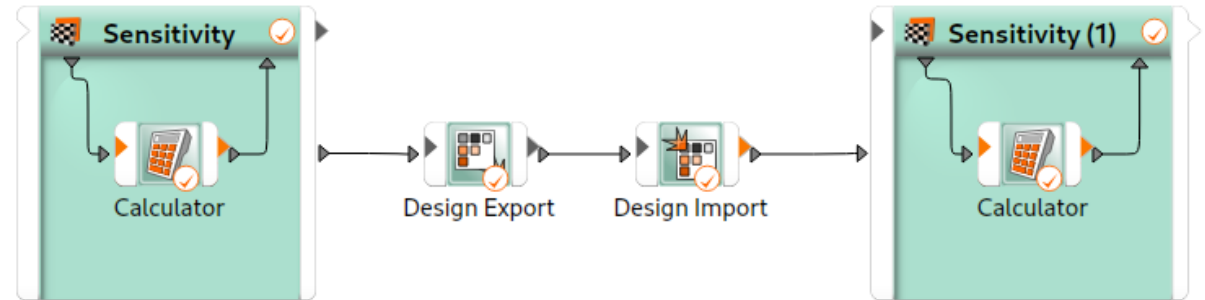 Sensitivity
Sensitivity (1)
Calculator
Design Export
Design Import
Calculator